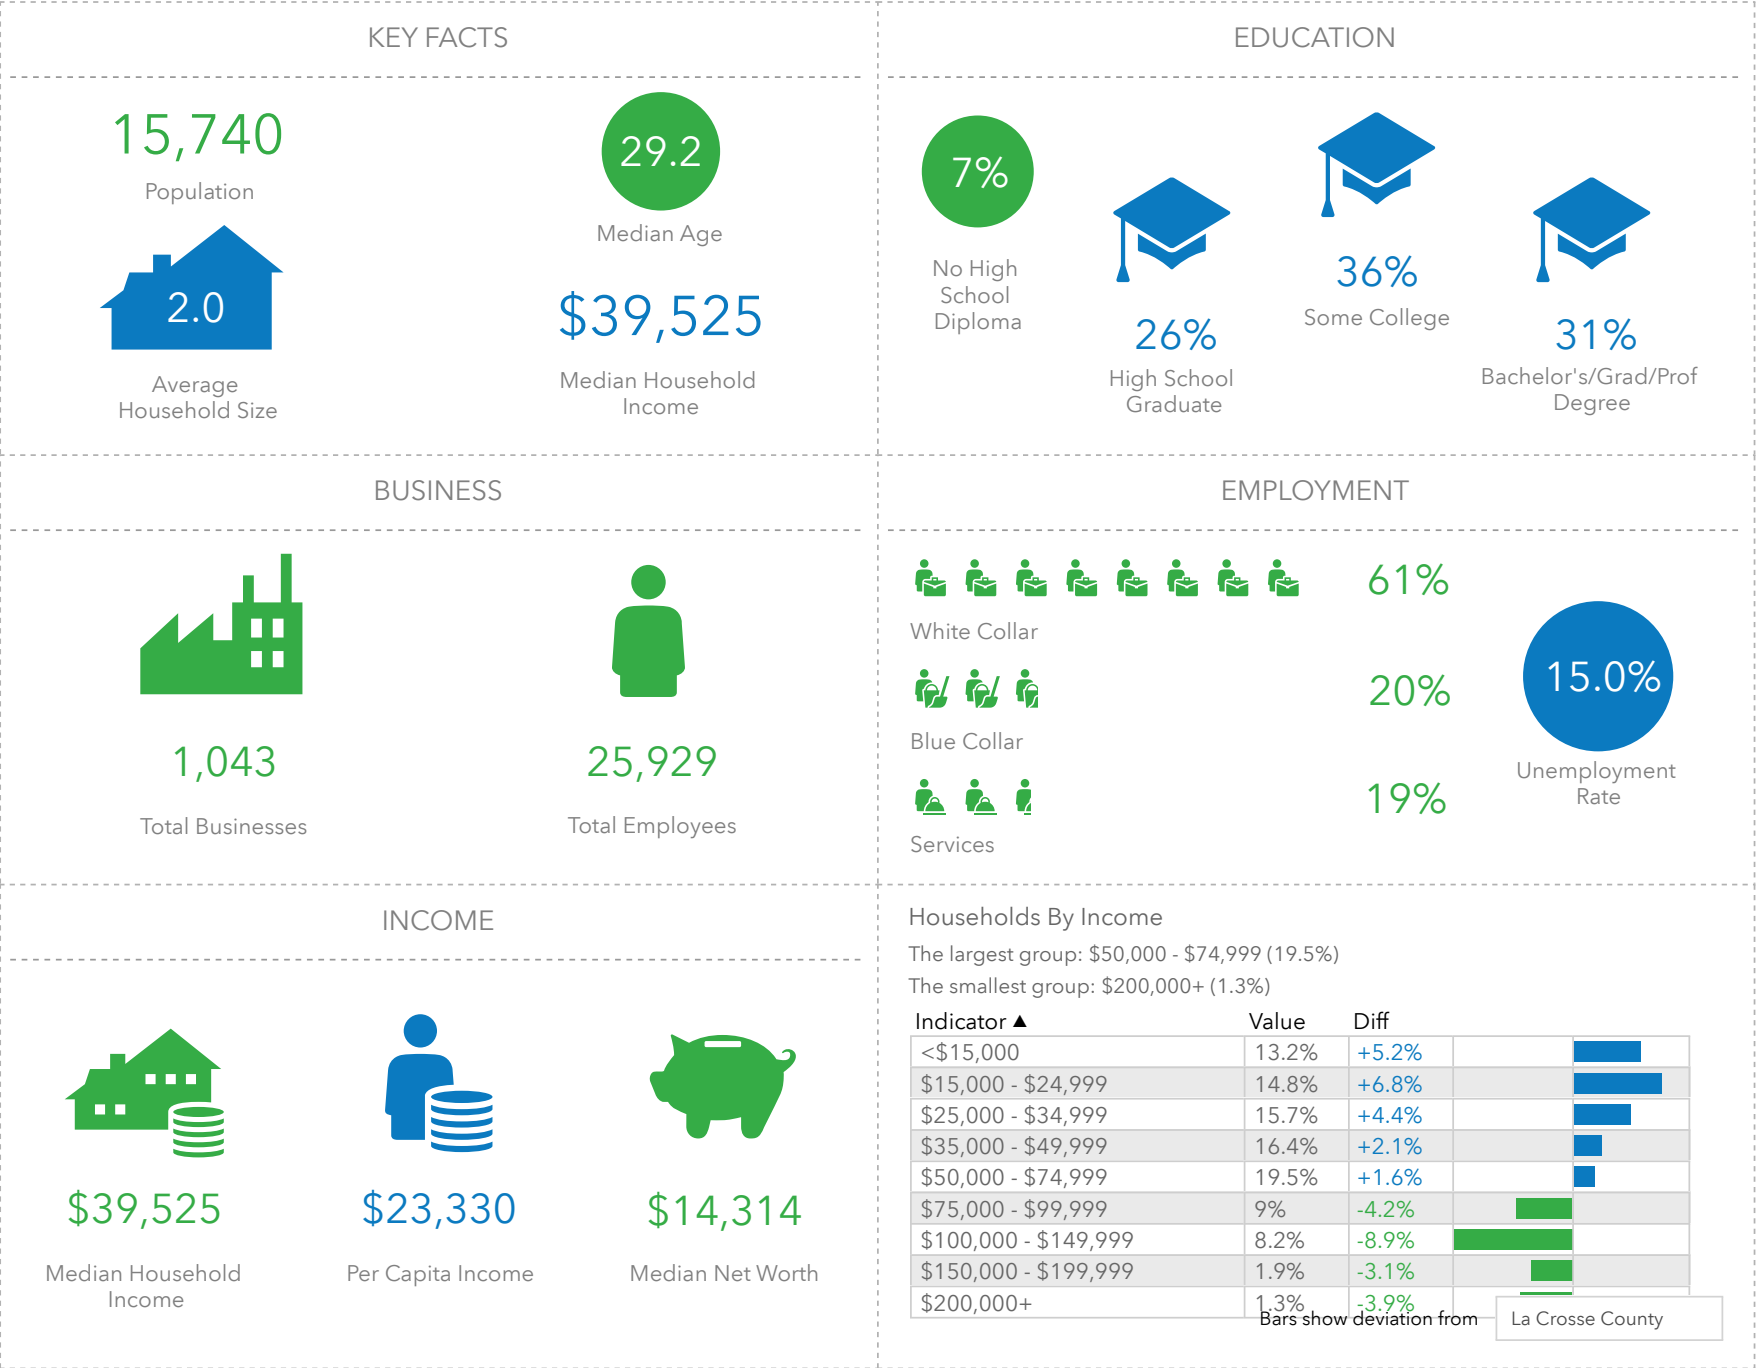 KEY FACTS
15,740
Population
29.2
Median Age
2.0
Average
Household Size
$39,525
Median Household
Income
EDUCATION
7%
No High
School
Diploma
26%
High School
Graduate
36%
Some College
31%
Bachelor's/Grad/Prof
Degree
BUSINESS
1,043
Total Businesses
25,929
Total Employees
EMPLOYMENT
61%
White Collar
20%
Blue Collar
19%
Services
15.0%
Unemployment
Rate
INCOME
$39,525
Median Household
Income
$23,330
Per Capita Income
$14,314
Median Net Worth
Households By Income
The largest group: $50,000 - $74,999 (19.5%)
The smallest group: $200,000+ (1.3%)
Indicator ▲ Value Diff
<$15,000 13.2% +5.2%
$15,000 - $24,999 14.8% +6.8%
$25,000 - $34,999 15.7% +4.4%
$35,000 - $49,999 16.4% +2.1%
$50,000 - $74,999 19.5% +1.6%
$75,000 - $99,999 9% -4.2%
$100,000 - $149,999 8.2% -8.9%
$150,000 - $199,999 1.9% -3.1%
$200,000+ 1.3% -3.9%
Bars show deviation from La Crosse County